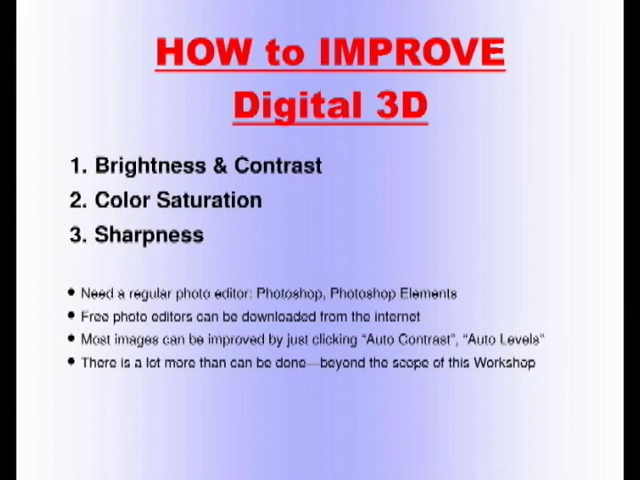 HOW to IMPROVE
Digital 3D
1. Brightness & Contrast
2. Color Saturation
3. Sharpness
• Need a regular photo editor: Photoshop, Photoshop Elements
• Free photo editors can be downloaded from the internet
• Most images can be improved by just clicking “Auto Contrast”, “Auto Levels“
• There is a lot more than can be done—beyond the scope of this Workshop